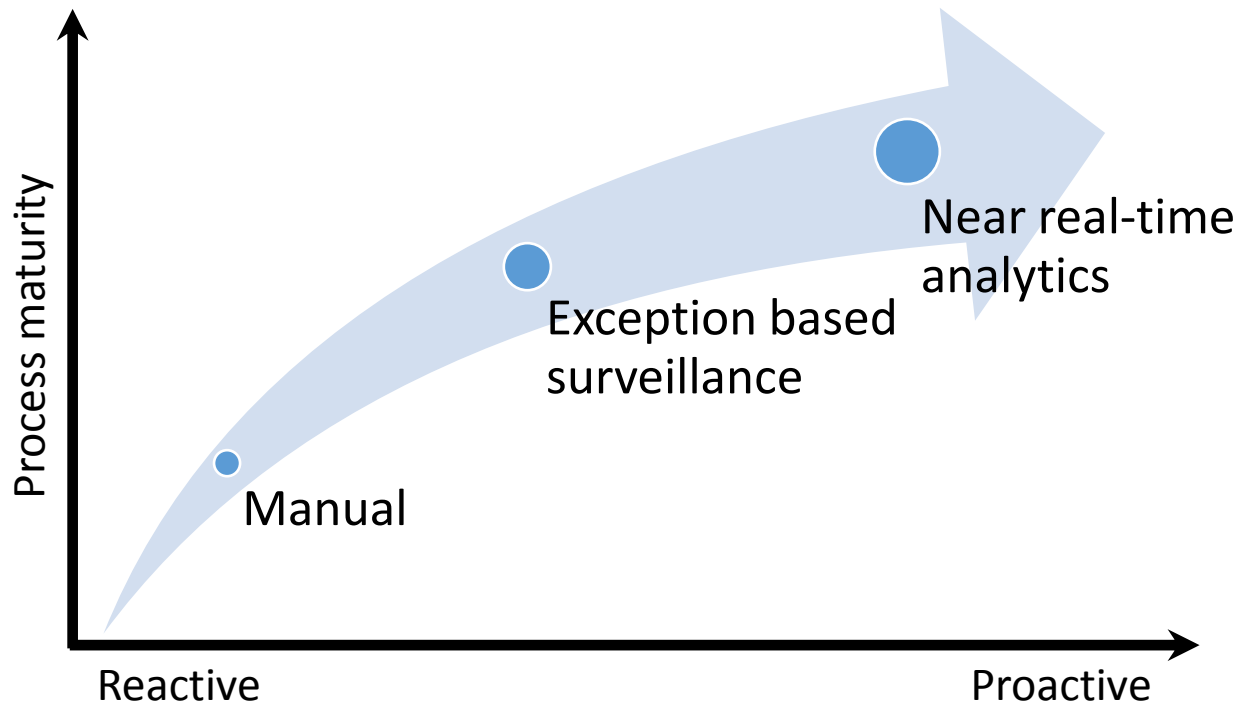 Process maturity
Near real-time
analytics
Exception based
surveillance
Manual
Reactive
Proactive